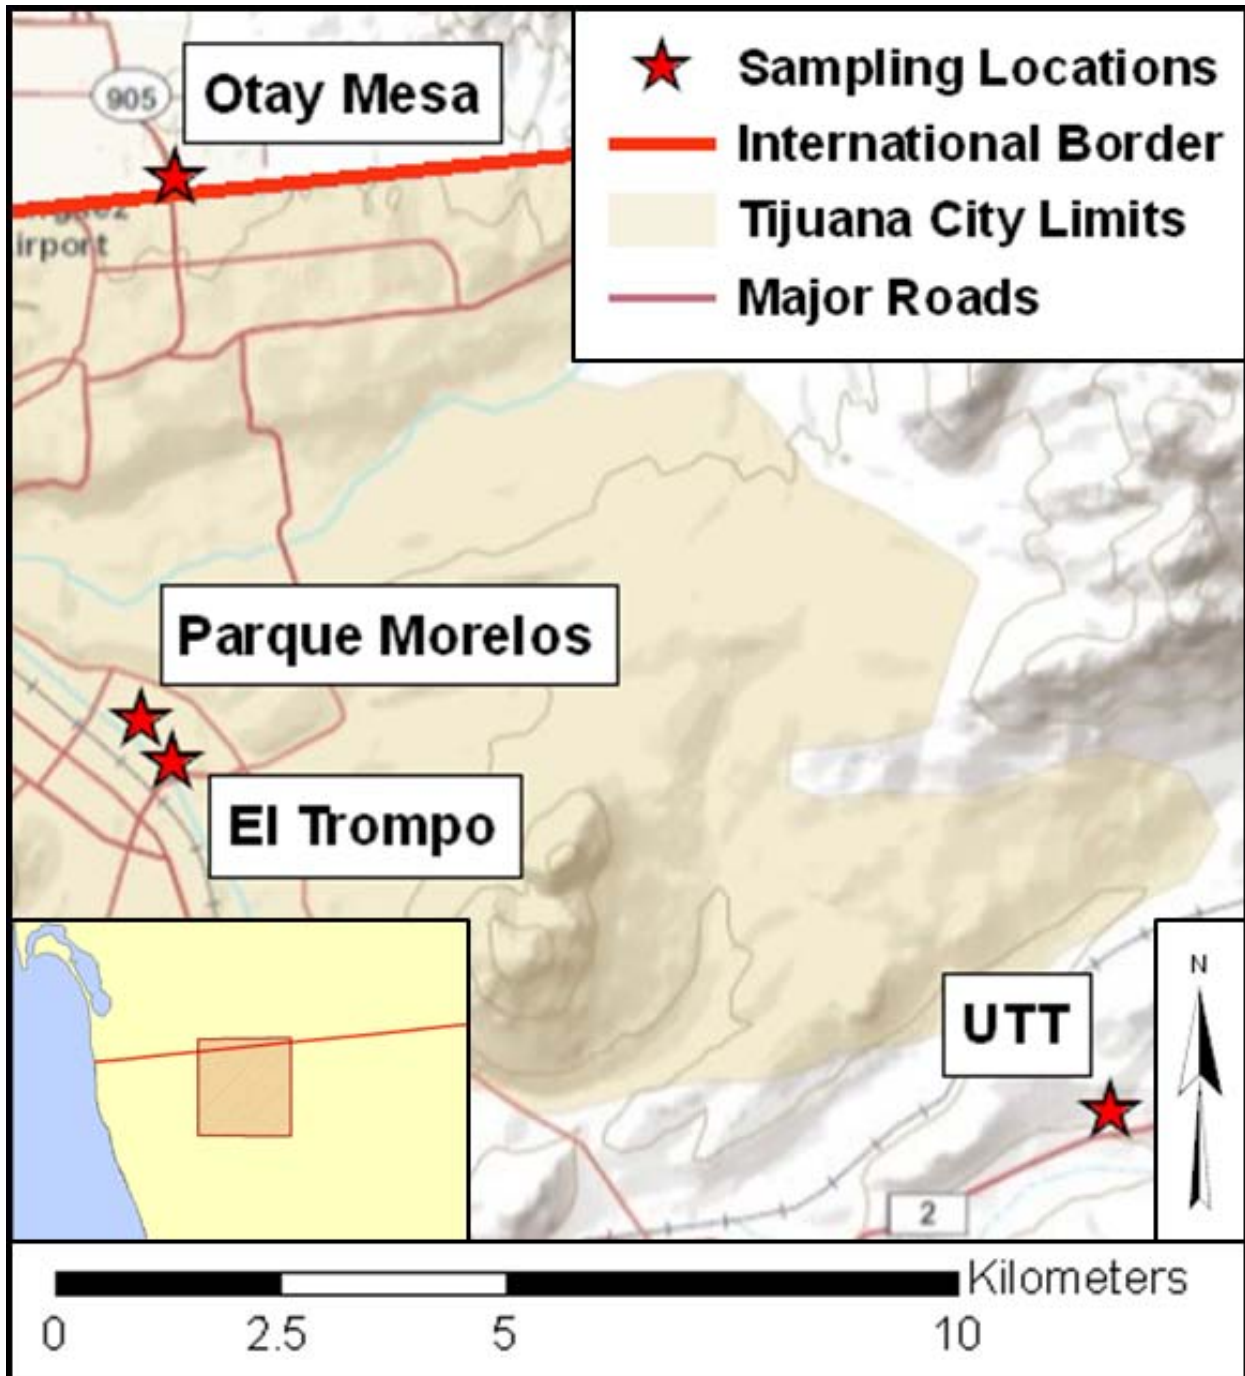 905
Otay Mesa
Sampling Locations
International Border
Tijuana City Limits
Major Roads
irport
Parque Morelos
El Trompo
UTT
N
2
Kilometers
0 2.5 5 10